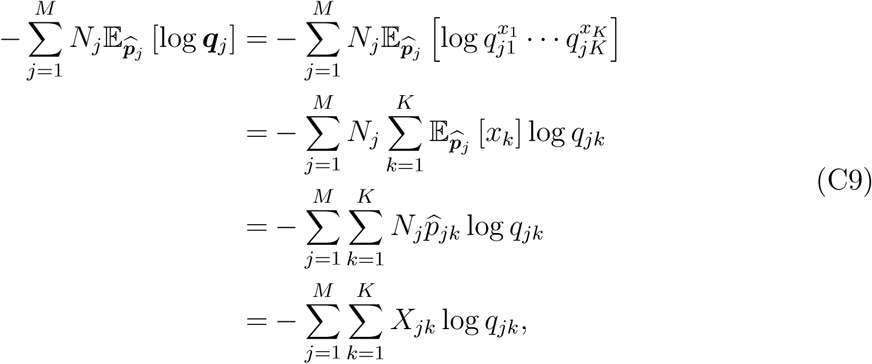 $-\sum_{j=1}^{M} N_j \mathbb{E}_{\widehat{\boldsymbol{p}}_j} [\log \boldsymbol{q}_j] = -\sum_{j=1}^{M} N_j \mathbb{E}_{\widehat{\boldsymbol{p}}_j} \left[\log q_{j1}^{x_1} \cdots q_{jK}^{x_K}\right]$
$= -\sum_{j=1}^{M} N_j \sum_{k=1}^{K} \mathbb{E}_{\widehat{\boldsymbol{p}}_j} [x_k] \log q_{jk}$
(C9)
$= -\sum_{j=1}^{M} \sum_{k=1}^{K} N_j \widehat{p}_{jk} \log q_{jk}$
$= -\sum_{j=1}^{M} \sum_{k=1}^{K} X_{jk} \log q_{jk},$